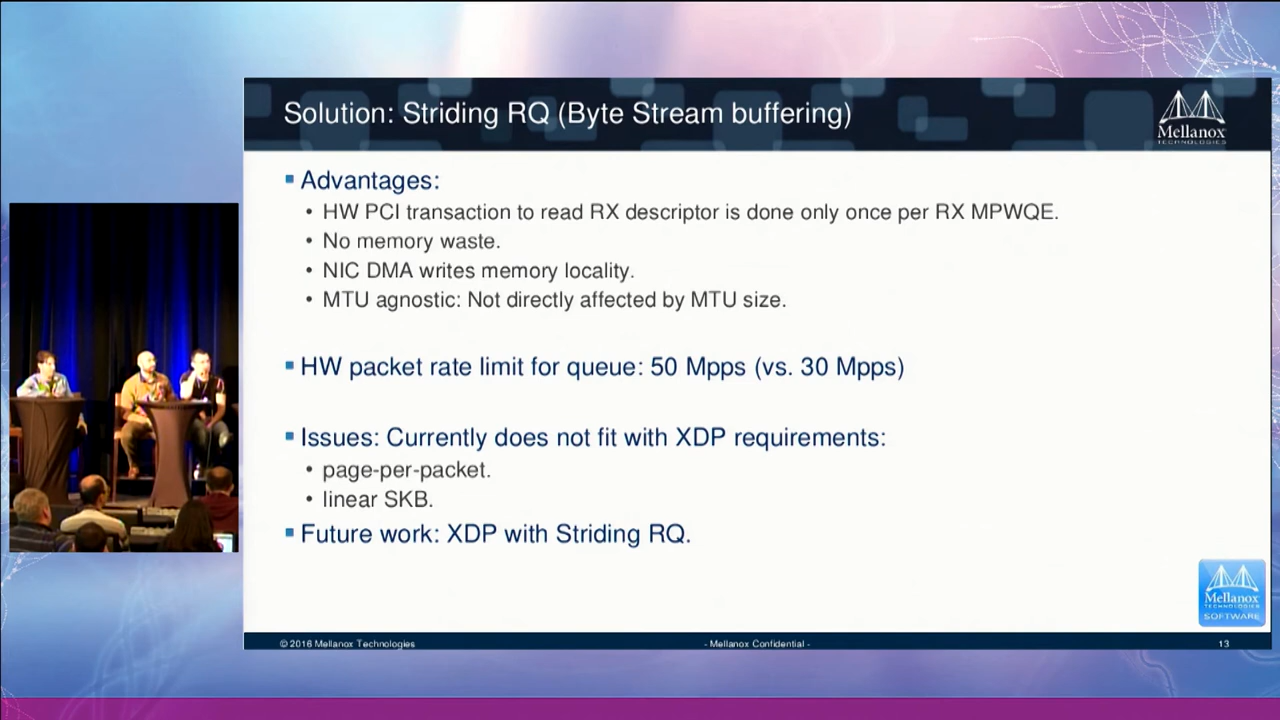 Solution: Striding RQ (Byte Stream buffering)
Mellanox
TECHNOLOGIES
Advantages:
• HW PCI transaction to read RX descriptor is done only once per RX MPWQE.
• No memory waste.
• NIC DMA writes memory locality.
• MTU agnostic: Not directly affected by MTU size.
HW packet rate limit for queue: 50 Mpps (vs. 30 Mpps)
Issues: Currently does not fit with XDP requirements:
• page-per-packet.
• linear SKB.
Future work: XDP with Striding RQ.
Mellanox
TECHNOLOGIES
SOFTWARE
© 2016 Mellanox Technologies
- Mellanox Confidential -
13